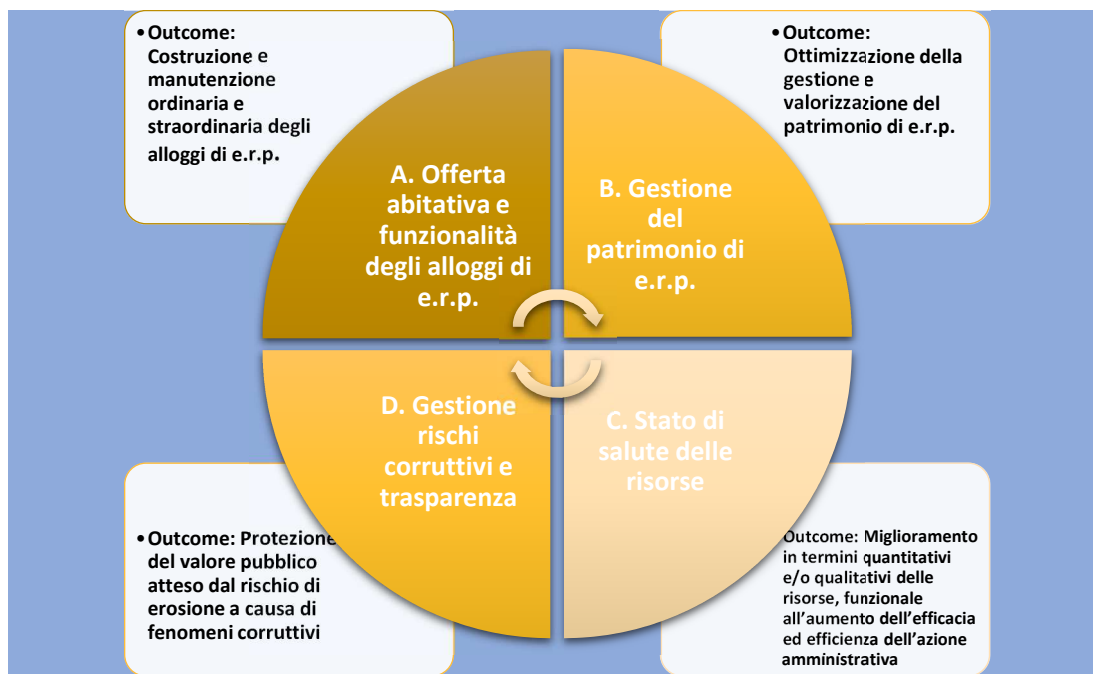 •Outcome:
Costruzione e
manutenzione
ordinaria e
straordinaria degli
alloggi di e.r.p.
•Outcome:
Ottimizzazione della
gestione e
valorizzazione del
patrimonio di e.r.p.
A. Offerta
abitativa e
funzionalità
degli alloggi di
e.r.p.
B. Gestione
del
patrimonio di
e.r.p.
D. Gestione
rischi
corruttivi e
trasparenza
C. Stato di
salute delle
risorse
•Outcome: Protezione
del valore pubblico
atteso dal rischio di
erosione a causa di
fenomeni corruttivi
Outcome: Miglioramento
in termini quantitativi
e/o qualitativi delle
risorse, funzionale
all’aumento dell’efficacia
ed efficienza dell’azione
amministrativa